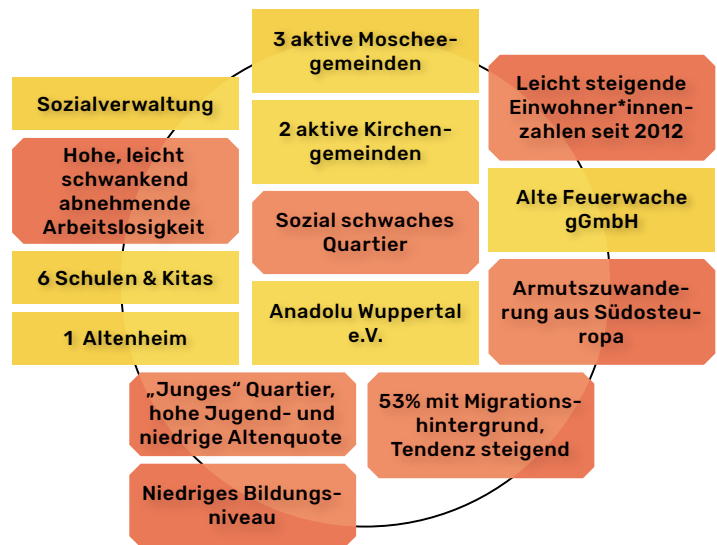 3 aktive Moschee-
gemeinden
Sozialverwaltung
Leicht steigende
Einwohner*innen-
zahlen seit 2012
2 aktive Kirchen-
gemeinden
Hohe, leicht
schwankend
abnehmende
Arbeitslosigkeit
Sozial schwaches
Quartier
Alte Feuerwache
gGmbH
6 Schulen & Kitas
Anadolu Wuppertal
e.V.
Armutszuwande-
rung aus Südosteu-
ropa
1 Altenheim
„Junges“ Quartier,
hohe Jugend- und
niedrige Altenquote
53% mit Migrations-
hintergrund,
Tendenz steigend
Niedriges Bildungs-
niveau